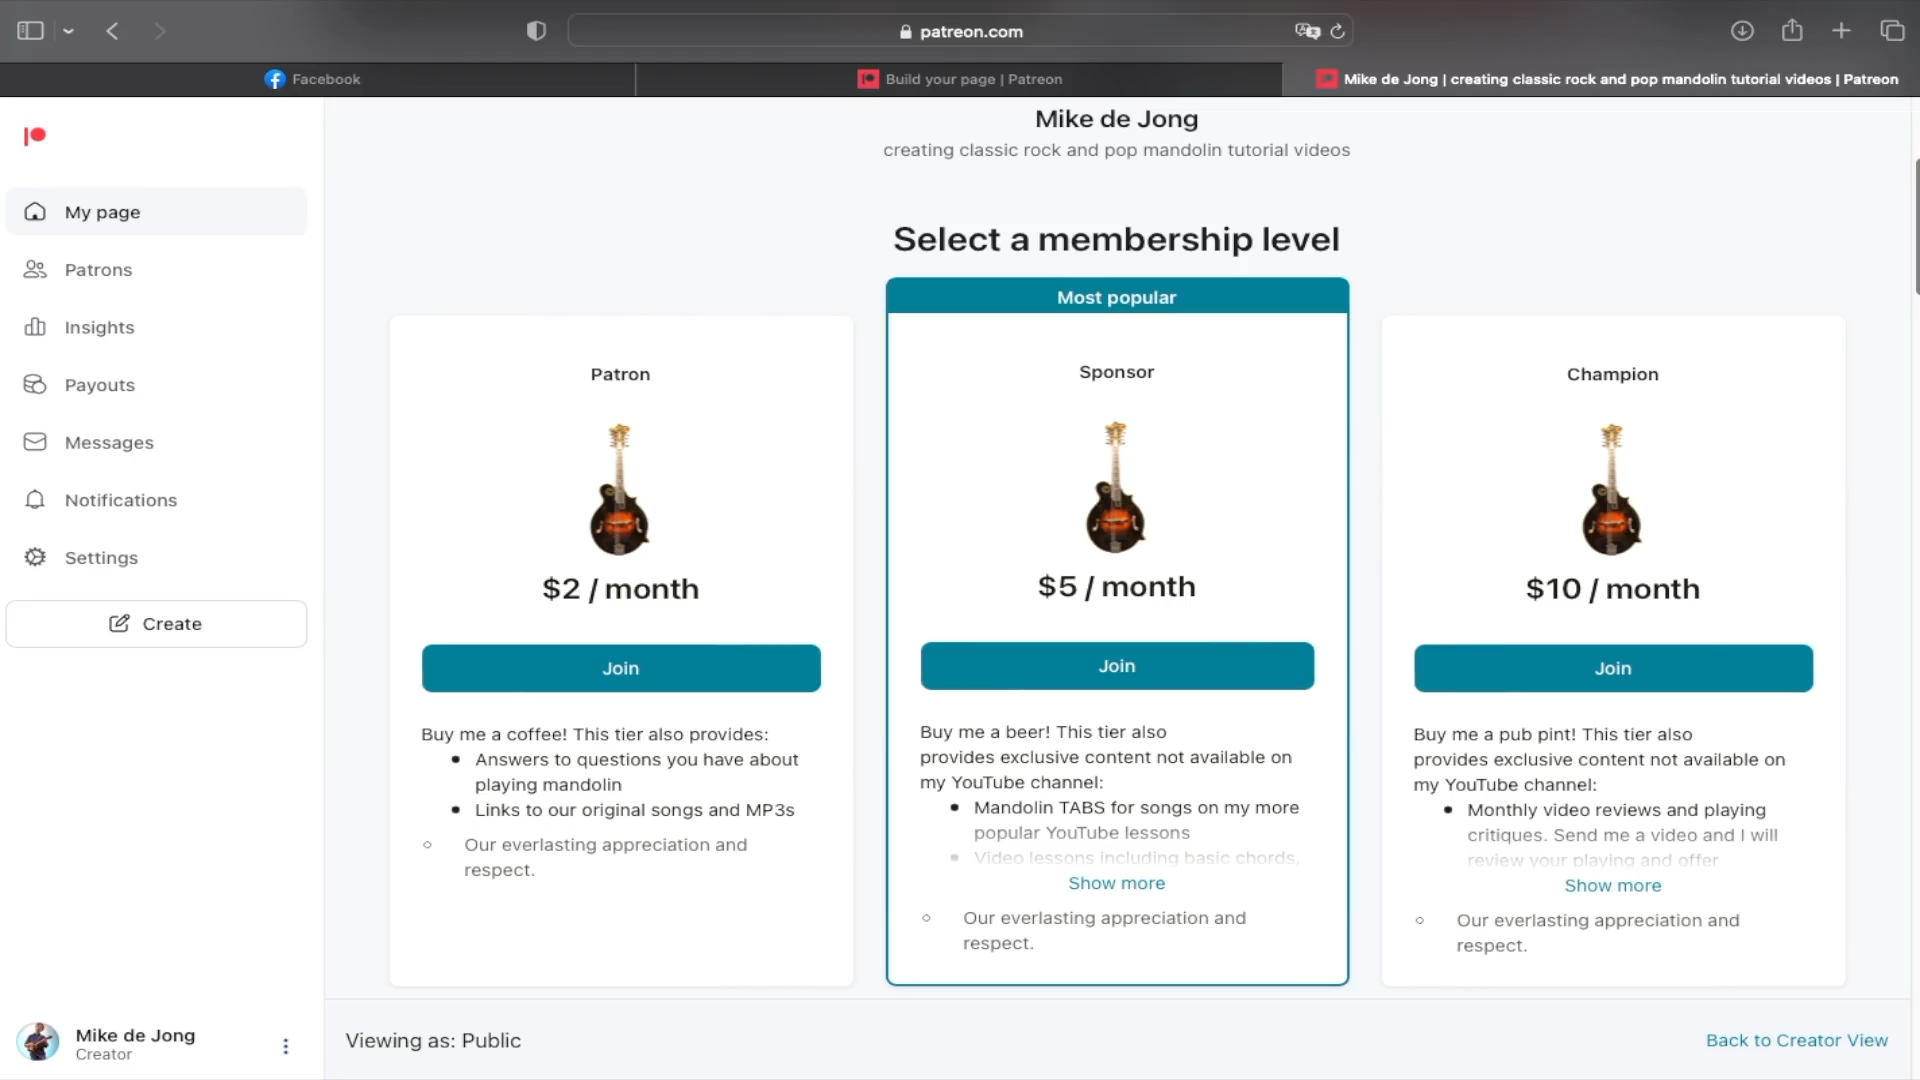 patreon.com
Facebook
Build your page | Patreon
Mike de Jong | creating classic rock and pop mandolin tutorial videos | Patreon
My page
Patrons
Insights
Payouts
Messages
Notifications
Settings
Create
Mike de Jong
Creator
Mike de Jong
creating classic rock and pop mandolin tutorial videos
Select a membership level
Patron
$2 / month
Join
Buy me a coffee! This tier also provides:
Answers to questions you have about
playing mandolin
Links to our original songs and MP3s
Our everlasting appreciation and
respect.
Most popular
Sponsor
$5 / month
Join
Buy me a beer! This tier also
provides exclusive content not available on
my YouTube channel:
Mandolin TABS for songs on my more
popular YouTube lessons
Video lessons including basic chords,
Show more
Our everlasting appreciation and
respect.
Champion
$10 / month
Join
Buy me a pub pint! This tier also
provides exclusive content not available on
my YouTube channel:
Monthly video reviews and playing
critiques. Send me a video and I will
review your playing and offer
Show more
Our everlasting appreciation and
respect.
Viewing as: Public
Back to Creator View